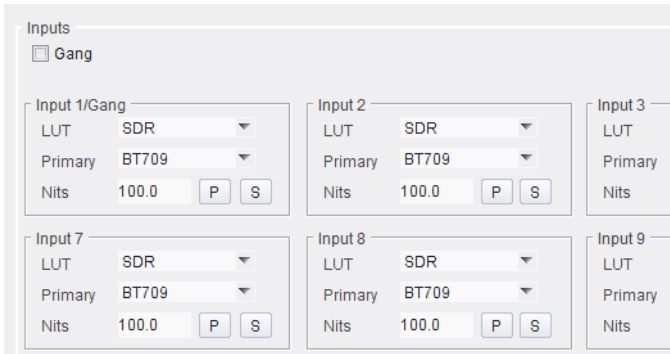 Inputs
Gang
Input 1/Gang
LUT SDR
Primary BT709
Nits 100.0 P S
Input 2
LUT SDR
Primary BT709
Nits 100.0 P S
Input 3
LUT
Primary
Nits
Input 7
LUT SDR
Primary BT709
Nits 100.0 P S
Input 8
LUT SDR
Primary BT709
Nits 100.0 P S
Input 9
LUT
Primary
Nits